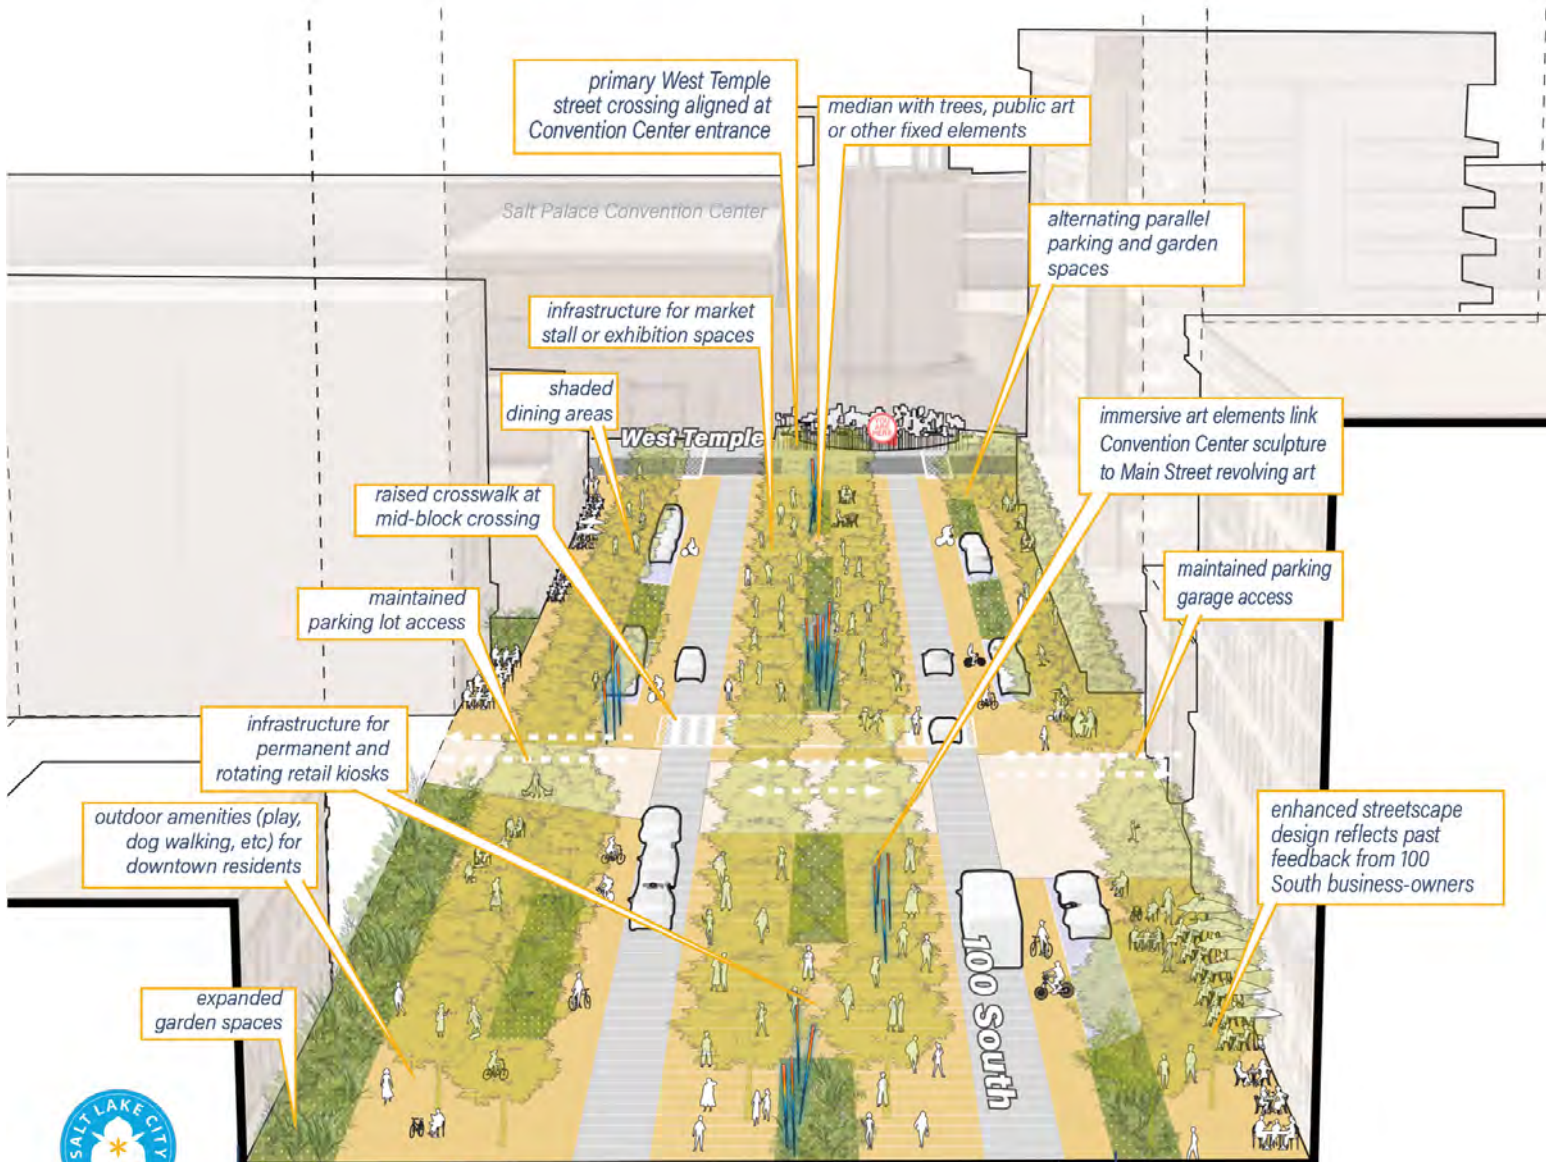 primary West Temple
street crossing aligned at
Convention Center entrance
median with trees, public art
or other fixed elements
Salt Palace Convention Center
alternating parallel
parking and garden
spaces
infrastructure for market
stall or exhibition spaces
shaded
dining areas
West Temple
immersive art elements link
Convention Center sculpture
to Main Street revolving art
raised crosswalk at
mid-block crossing
maintained parking
garage access
maintained
parking lot access
infrastructure for
permanent and
rotating retail kiosks
outdoor amenities (play,
dog walking, etc) for
downtown residents
enhanced streetscape
design reflects past
feedback from 100
South business-owners
100 South
expanded
garden spaces
SALT LAKE CITY